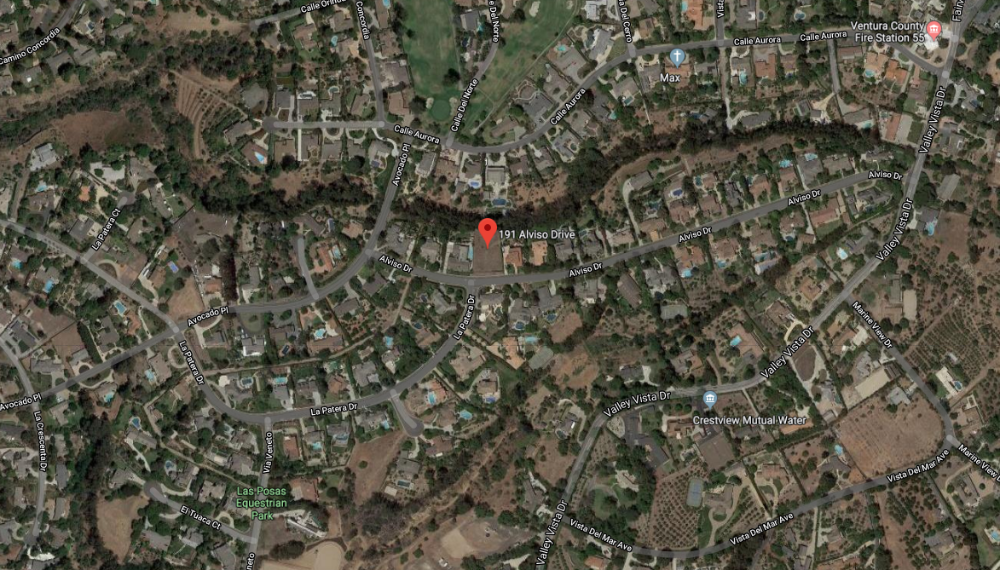 Calle Orind
Concordia
e Del Norte
a Del Cerro
Vista
Fairv
Camino Concordia
Calle Aurora
Calle Aurora
Ventura County
Fire Station 55
Max
Calle Del Norte
Calle Aurora
Calle Aurora
Valley Vista Dr
Avocado Pl
Alviso Dr
Alviso Dr
La Patera Ct
191 Alviso Drive
Alviso Dr
Valley Vista Dr
Alviso Dr
Alviso Dr
Avocado Pl
La Patera Dr
Marine View Dr
La Patera Dr
Valley Vista Dr
Avocado Pl
Valley Vista Dr
La Patera Dr
Crestview Mutual Water
La Crescenta Dr
Via Veneto
Marine View D
Vista Del Mar Ave
Las Posas
Equestrian
Park
El Tuaca Ct
Valley Vista Dr
Vista Del Mar Ave
Vista Del Mar Ave
neto